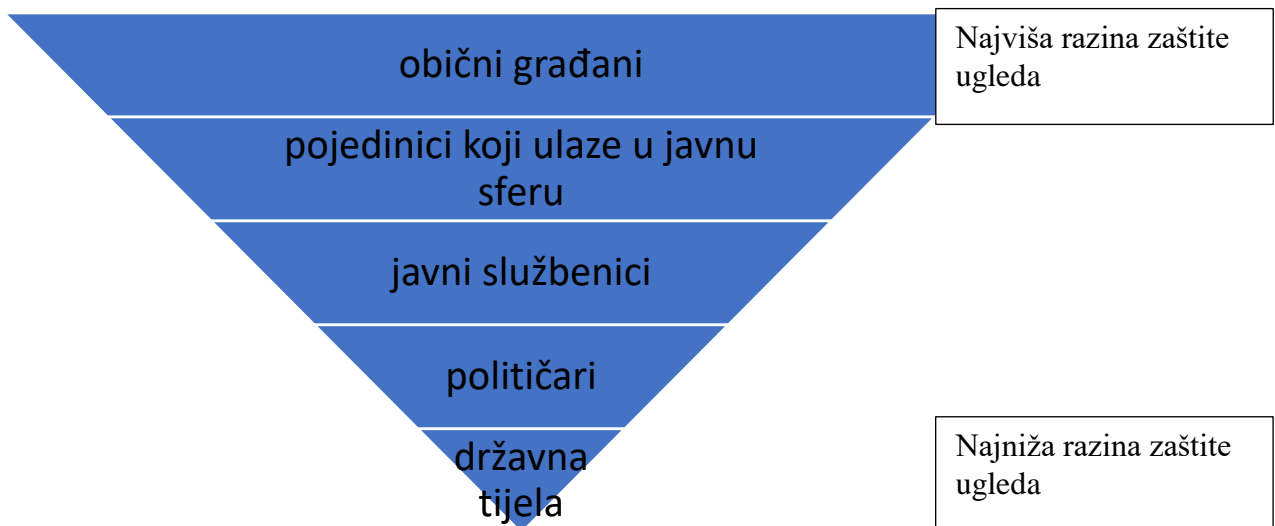 obični građani
Najviša razina zaštite
ugleda
pojedinici koji ulaze u javnu
sferu
javni službenici
političari
državna
tijela
Najniža razina zaštite
ugleda